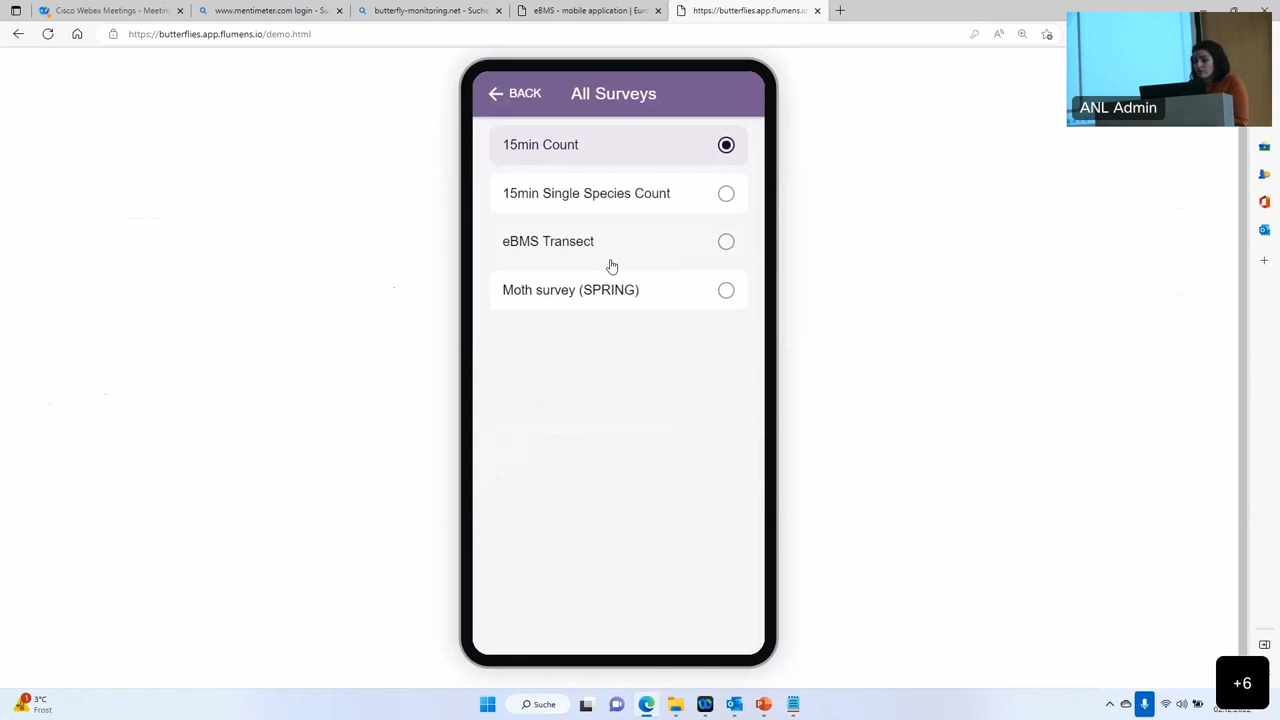 Cisco Webex Meetings - Meetin
www.mentimeter.com login - Su
butterfly-monitoring.net - Suche
eBMS - mobile application | Euro
https://butterflies.app.flumens.io
https://butterflies.app.flumens.io/demo.html
ANL Admin
BACK
All Surveys
15min Count
15min Single Species Count
eBMS Transect
Moth survey (SPRING)
+6
1
3°C
Frost
Suche